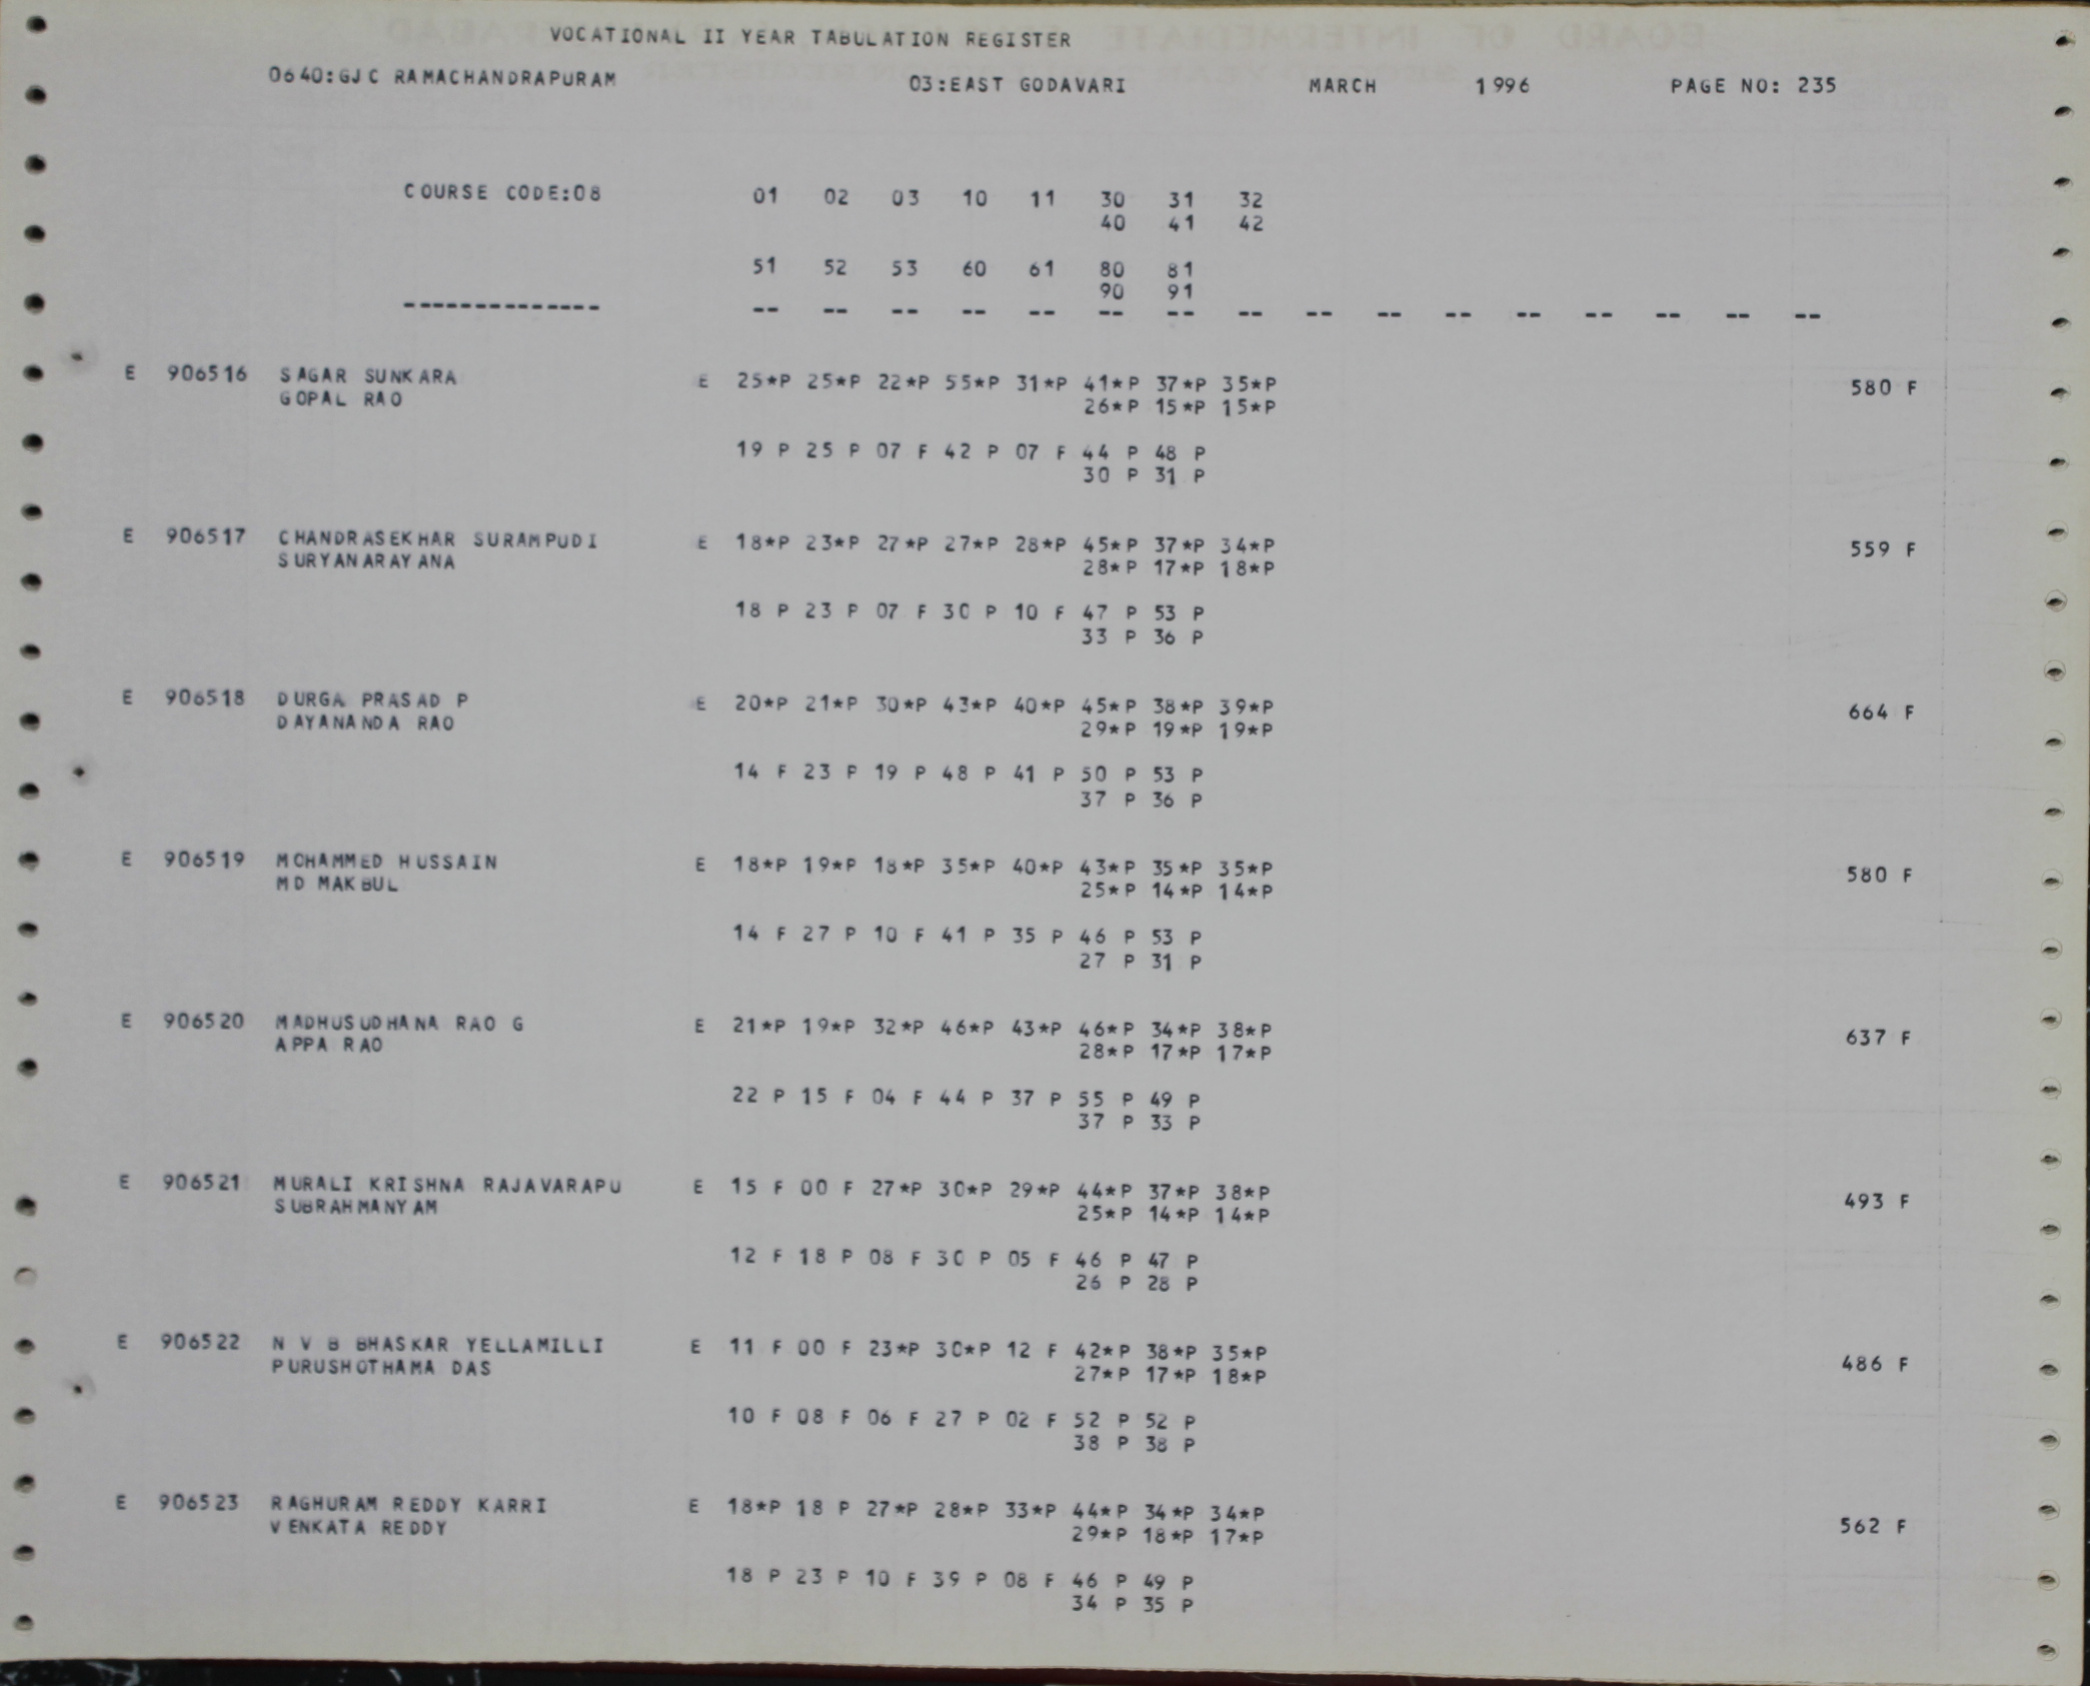 VOCATIONAL II YEAR TABULATION REGISTER
0640:GJC RAMACHANDRAPURAM 03:EAST GODAVARI MARCH 1996 PAGE NO: 235
COURSE CODE:08 01 02 03 10 11 30 31 32
40 41 42
51 52 53 60 61 80 81
90 91
-------------- -- -- -- -- -- -- -- -- -- -- -- -- -- -- -- --
E 906516 SAGAR SUNKARA E 25*P 25*P 22*P 55*P 31*P 41*P 37*P 35*P 580 F
GOPAL RAO 26*P 15*P 15*P
19 P 25 P 07 F 42 P 07 F 44 P 48 P
30 P 31 P
E 906517 CHANDRASEKHAR SURAMPUDI E 18*P 23*P 27*P 27*P 28*P 45*P 37*P 34*P 559 F
SURYANARAYANA 28*P 17*P 18*P
18 P 23 P 07 F 30 P 10 F 47 P 53 P
33 P 36 P
E 906518 DURGA PRASAD P E 20*P 21*P 30*P 43*P 40*P 45*P 38*P 39*P 664 F
DAYANANDA RAO 29*P 19*P 19*P
14 F 23 P 19 P 48 P 41 P 50 P 53 P
37 P 36 P
E 906519 MOHAMMED HUSSAIN E 18*P 19*P 18*P 35*P 40*P 43*P 35*P 35*P 580 F
MD MAKBUL 25*P 14*P 14*P
14 F 27 P 10 F 41 P 35 P 46 P 53 P
27 P 31 P
E 906520 MADHUSUDHANA RAO G E 21*P 19*P 32*P 46*P 43*P 46*P 34*P 38*P 637 F
APPA RAO 28*P 17*P 17*P
22 P 15 F 04 F 44 P 37 P 55 P 49 P
37 P 33 P
E 906521 MURALI KRISHNA RAJAVARAPU E 15 F 00 F 27*P 30*P 29*P 44*P 37*P 38*P 493 F
SUBRAHMANYAM 25*P 14*P 14*P
12 F 18 P 08 F 30 P 05 F 46 P 47 P
26 P 28 P
E 906522 N V B BHASKAR YELLAMILLI E 11 F 00 F 23*P 30*P 12 F 42*P 38*P 35*P 486 F
PURUSHOTHAMA DAS 27*P 17*P 18*P
10 F 08 F 06 F 27 P 02 F 52 P 52 P
38 P 38 P
E 906523 RAGHURAM REDDY KARRI E 18*P 18 P 27*P 28*P 33*P 44*P 34*P 34*P 562 F
VENKATA REDDY 29*P 18*P 17*P
18 P 23 P 10 F 39 P 08 F 46 P 49 P
34 P 35 P